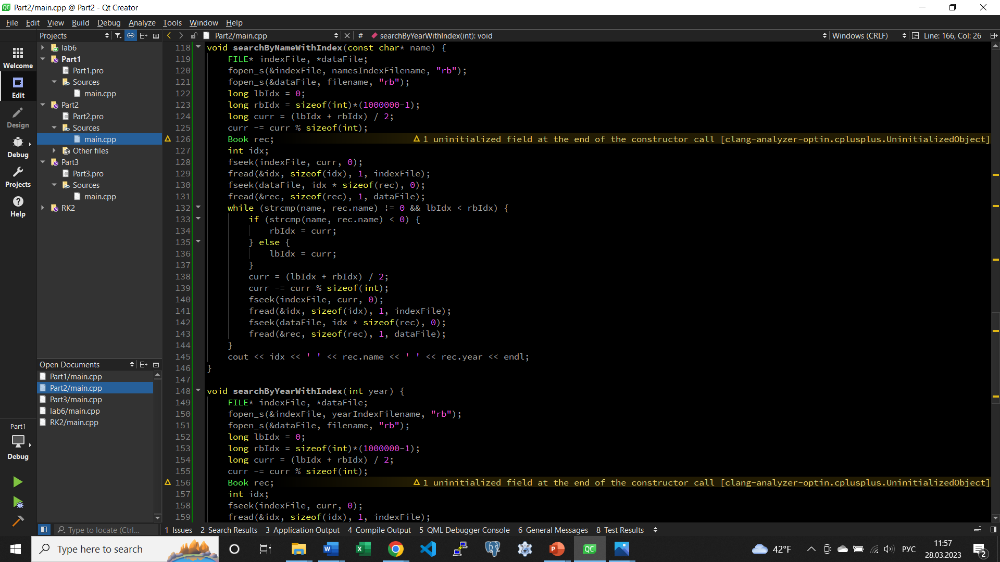 Part2/main.cpp @ Part2 - Qt Creator
File Edit View Build Debug Analyze Tools Window Help
Projects
Part2/main.cpp
# searchByYearWithIndex(int): void
Windows (CRLF)
Line: 166, Col: 26
Welcome
Edit
Design
Debug
Projects
Help
lab6
Part1
Part1.pro
Sources
main.cpp
Part2
Part2.pro
Sources
main.cpp
Other files
Part3
Part3.pro
Sources
main.cpp
RK2
Open Documents
Part1/main.cpp
Part2/main.cpp
Part3/main.cpp
lab6/main.cpp
RK2/main.cpp
Part1
Debug
118 void searchByNameWithIndex(const char* name) {
119 FILE* indexFile, *dataFile;
120 fopen_s(&indexFile, namesIndexFilename, "rb");
121 fopen_s(&dataFile, filename, "rb");
122 long lbIdx = 0;
123 long rbIdx = sizeof(int)*(1000000-1);
124 long curr = (lbIdx + rbIdx) / 2;
125 curr -= curr % sizeof(int);
126 Book rec; 1 uninitialized field at the end of the constructor call [clang-analyzer-optin.cplusplus.UninitializedObject]
127 int idx;
128 fseek(indexFile, curr, 0);
129 fread(&idx, sizeof(idx), 1, indexFile);
130 fseek(dataFile, idx * sizeof(rec), 0);
131 fread(&rec, sizeof(rec), 1, dataFile);
132 while (strcmp(name, rec.name) != 0 && lbIdx < rbIdx) {
133 if (strcmp(name, rec.name) < 0) {
134 rbIdx = curr;
135 } else {
136 lbIdx = curr;
137 }
138 curr = (lbIdx + rbIdx) / 2;
139 curr -= curr % sizeof(int);
140 fseek(indexFile, curr, 0);
141 fread(&idx, sizeof(idx), 1, indexFile);
142 fseek(dataFile, idx * sizeof(rec), 0);
143 fread(&rec, sizeof(rec), 1, dataFile);
144 }
145 cout << idx << ' ' << rec.name << ' ' << rec.year << endl;
146 }
147
148 void searchByYearWithIndex(int year) {
149 FILE* indexFile, *dataFile;
150 fopen_s(&indexFile, yearIndexFilename, "rb");
151 fopen_s(&dataFile, filename, "rb");
152 long lbIdx = 0;
153 long rbIdx = sizeof(int)*(1000000-1);
154 long curr = (lbIdx + rbIdx) / 2;
155 curr -= curr % sizeof(int);
156 Book rec; 1 uninitialized field at the end of the constructor call [clang-analyzer-optin.cplusplus.UninitializedObject]
157 int idx;
158 fseek(indexFile, curr, 0);
159 fread(&idx, sizeof(idx), 1, indexFile);
Type to locate (Ctrl...
1 Issues 2 Search Results 3 Application Output 4 Compile Output 5 QML Debugger Console 6 General Messages 8 Test Results
Type here to search
42°F
РУС
11:57
28.03.2023
2